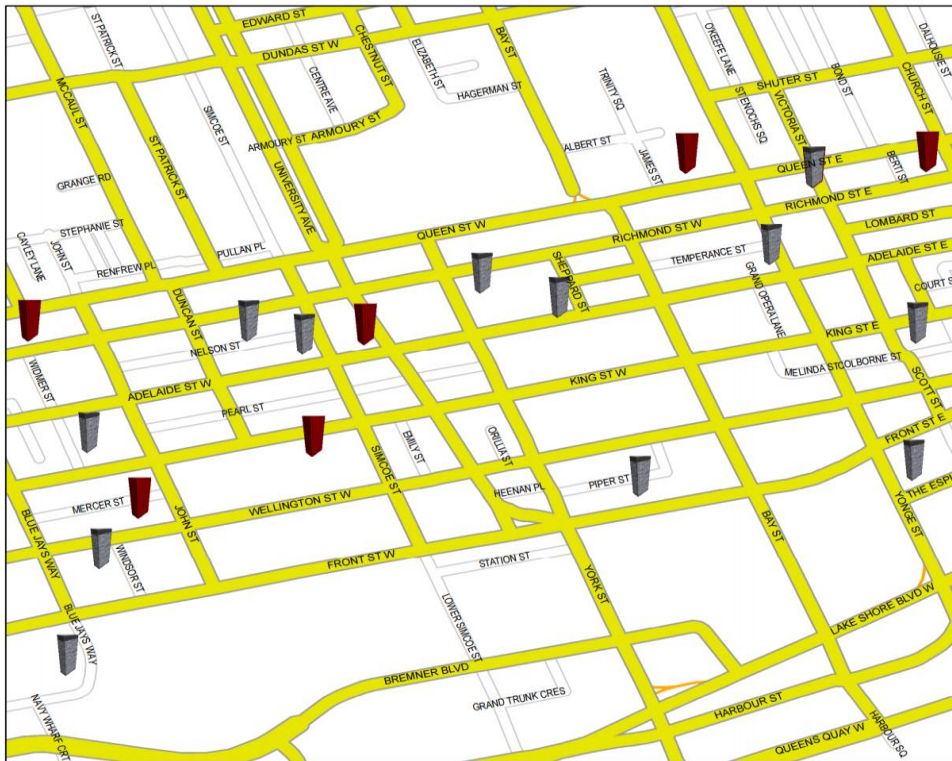 EDWARD ST
ST PATRICK ST
DUNDAS ST W
CHESTNUT ST
ELIZABETH ST
BAY ST
O'KEEFE LANE
DALHOUSE ST
CHURCH ST
BOND ST
VICTORIA ST
SHUTER ST
TRINITY SQ
ST ENOCHS SQ
CENTRE AVE
HAGERMAN ST
MCCAUL ST
SIMCOE ST
ARMOURY ST
ARMOURY ST
ALBERT ST
JAMES ST
ST PATRICK ST
UNIVERSITY AVE
QUEEN ST E
BERTI ST
GRANGE RD
RICHMOND ST E
LOMBARD ST
STEPHANIE ST
QUEEN ST W
RICHMOND ST W
CAYLEY LANE
JOHN ST
PULLAN PL
RENFREW PL
TEMPERANCE ST
ADELAIDE ST E
SHEPPARD ST
GRAND OPERA LANE
COURT S
DUNCAN ST
NELSON ST
KING ST E
WIDMER ST
MELINDA ST
COLBORNE ST
ADELAIDE ST W
KING ST W
PEARL ST
SCOTT ST
EMILY ST
ORILLIA ST
FRONT ST E
SIMCOE ST
HEENAN PL
PIPER ST
THE ESPL
MERCER ST
WELLINGTON ST W
JOHN ST
BLUE JAYS WAY
BAY ST
YONGE ST
WINDSOR ST
FRONT ST W
STATION ST
YORK ST
BLUE JAYS WAY
LOWER SIMCOE ST
LAKE SHORE BLVD W
BREMNER BLVD
GRAND TRUNK CRES
HARBOUR ST
NAVY WHARF CRT
HARBOUR SQ
QUEENS QUAY W